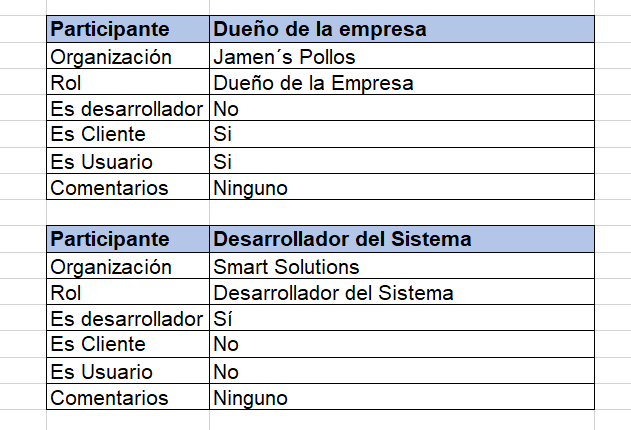 Participante Dueño de la empresa
Organización Jamen´s Pollos
Rol Dueño de la Empresa
Es desarrollador No
Es Cliente Si
Es Usuario Si
Comentarios Ninguno
Participante Desarrollador del Sistema
Organización Smart Solutions
Rol Desarrollador del Sistema
Es desarrollador Sí
Es Cliente No
Es Usuario No
Comentarios Ninguno